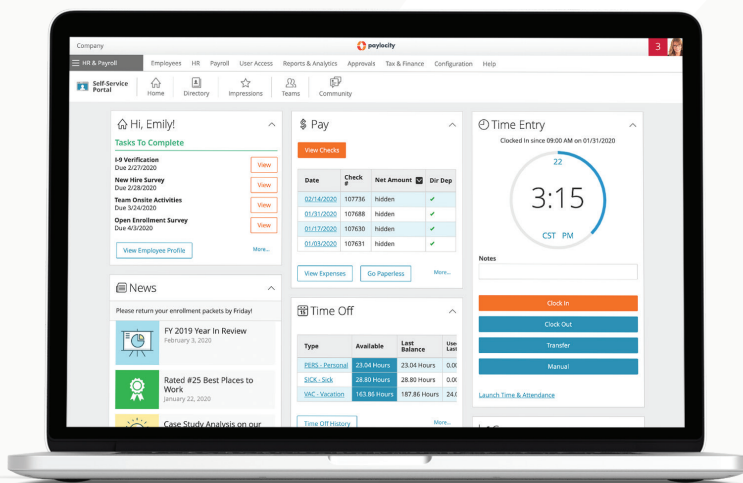 Company
paylocity
3
HR & Payroll
Employees HR Payroll User Access Reports & Analytics Approvals Tax & Finance Configuration Help
Self-Service Portal
Home
Directory
Impressions
Teams
Community
Hi, Emily!
Tasks To Complete
I-9 Verification
Due 2/27/2020
View
New Hire Survey
Due 2/28/2020
View
Team Onsite Activities
Due 3/24/2020
View
Open Enrollment Survey
Due 4/3/2020
View
View Employee Profile
More...
News
Please return your enrollment packets by Friday!
FY 2019 Year In Review
February 3, 2020
Rated #25 Best Places to
Work
January 22, 2020
Case Study Analysis on our
$ Pay
View Checks
Date Check # Net Amount Dir Dep
02/14/2020 107736 hidden
01/31/2020 107688 hidden
01/17/2020 107630 hidden
01/03/2020 107631 hidden
View Expenses
Go Paperless
More...
Time Off
Type Available Last Balance
PERS - Personal 23.04 Hours 23.04 Hours 0.00
SICK - Sick 28.80 Hours 28.80 Hours 0.00
VAC - Vacation 163.86 Hours 187.86 Hours 24.0
Time Off History
More...
Time Entry
Clocked In since 09:00 AM on 01/31/2020
22
3:15
CST PM
Notes
Clock In
Clock Out
Transfer
Manual
Launch Time & Attendance